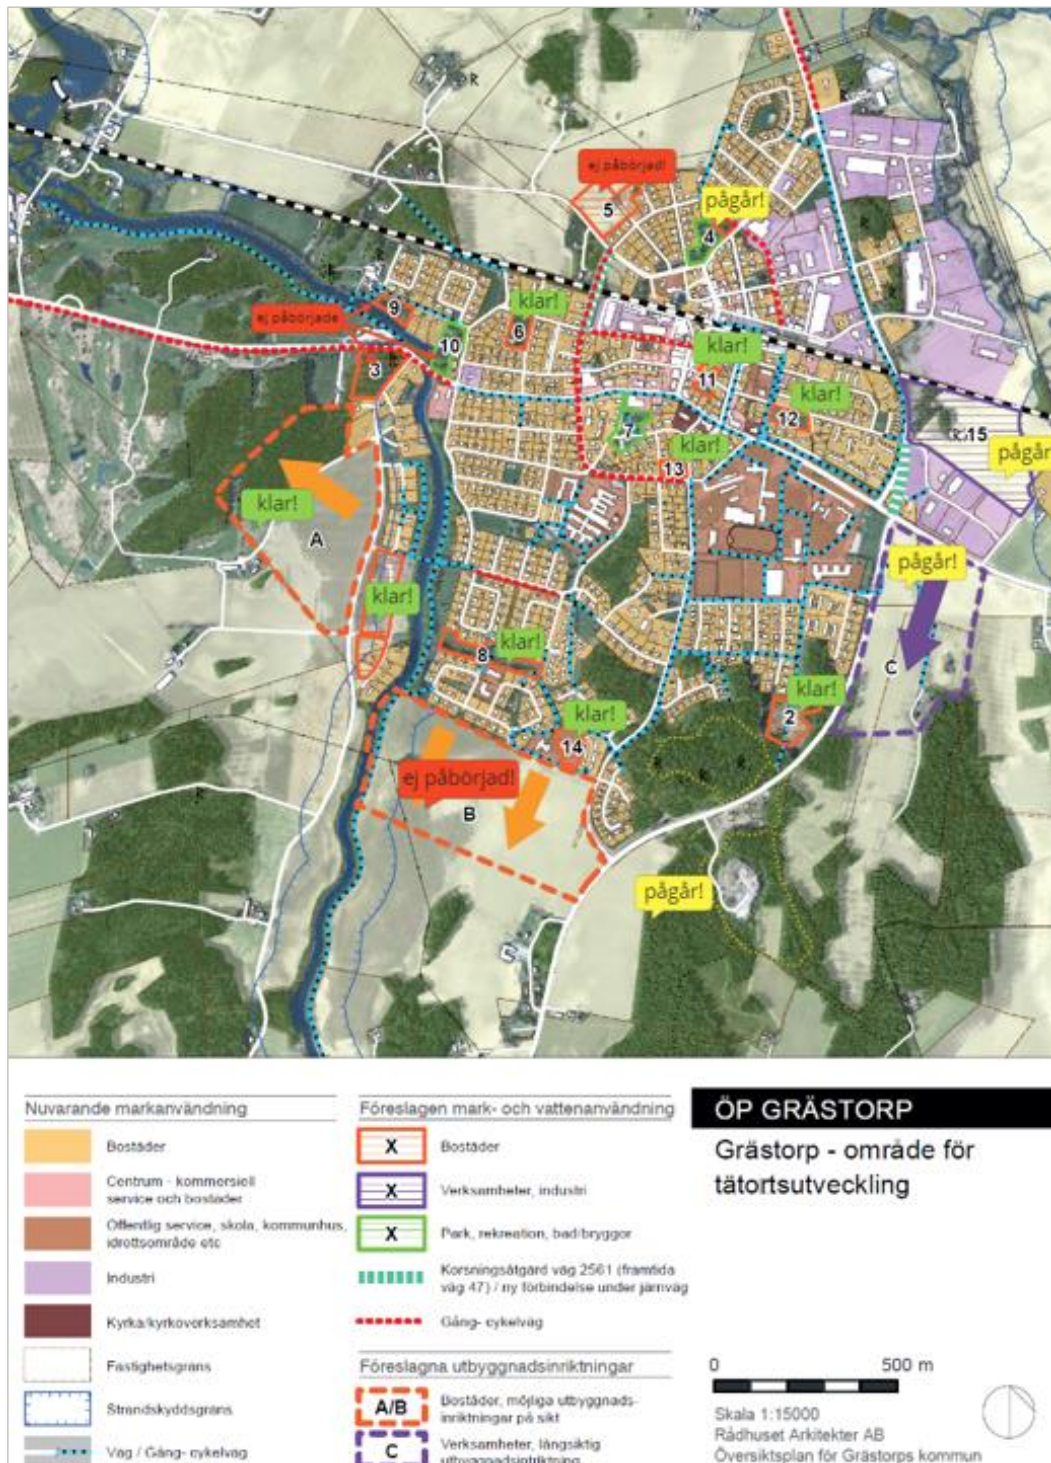 ej påbörjad!
5
pågår!
4
klar!
9
ej påbörjade
6
10
klar!
3
11
klar!
12
7
klar!
15
pågår
13
klar!
A
pågår!
klar!
C
8
klar!
klar!
2
klar!
14
ej påbörjad!
B
pågår!
R
R
R
Nuvarande markanvändning
Bostäder
Centrum - kommersiell
service och bostäder
Offentlig service, skola, kommunhus,
idrottsområde etc
Industri
Kyrka/kyrkoverksamhet
Fastighetsgräns
Strandskyddsgräns
Väg / Gång- cykelväg
Föreslagen mark- och vattenanvändning
X Bostäder
X Verksamheter, industri
X Park, rekreation, bad/bryggor
Korsningsåtgärd väg 2561 (framtida
väg 47) / ny förbindelse under järnväg
Gång- cykelväg
Föreslagna utbyggnadsinriktningar
A/B Bostäder, möjliga utbyggnads-
inriktningar på sikt
C Verksamheter, långsiktig
utbyggnadsinriktning
ÖP GRÄSTORP
Grästorp - område för
tätortsutveckling
0 500 m
Skala 1:15000
Rådhuset Arkitekter AB
Översiktsplan för Grästorps kommun